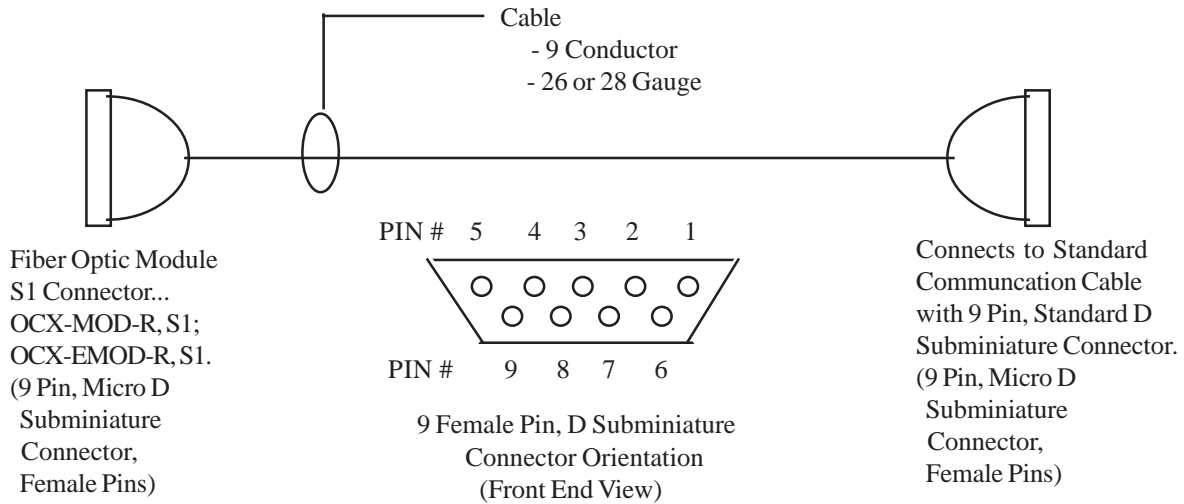 Cable
- 9 Conductor
- 26 or 28 Gauge
Fiber Optic Module
S1 Connector...
OCX-MOD-R, S1;
OCX-EMOD-R, S1.
(9 Pin, Micro D
Subminiature
Connector,
Female Pins)
PIN # 5 4 3 2 1
PIN # 9 8 7 6
9 Female Pin, D Subminiature
Connector Orientation
(Front End View)
Connects to Standard
Communcation Cable
with 9 Pin, Standard D
Subminiature Connector.
(9 Pin, Micro D
Subminiature
Connector,
Female Pins)